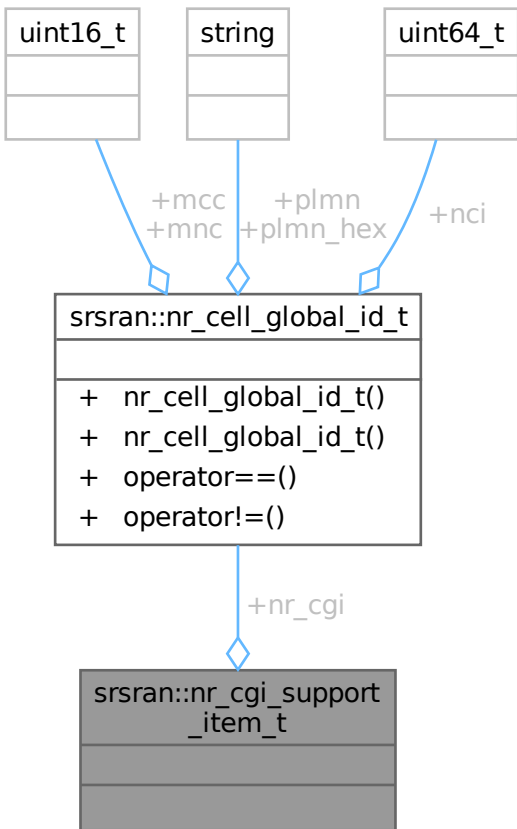 uint16_t
string
uint64_t
+mcc
+mnc
+plmn
+plmn_hex
+nci
srsran::nr_cell_global_id_t
+ nr_cell_global_id_t()
+ nr_cell_global_id_t()
+ operator==()
+ operator!=()
+nr_cgi
srsran::nr_cgi_support
_item_t